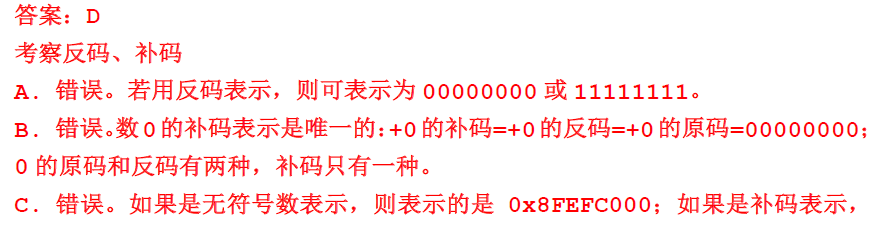 答案：D
考察反码、补码
A. 错误。若用反码表示，则可表示为 00000000 或 11111111。
B. 错误。数 0 的补码表示是唯一的：+0 的补码=+0 的反码=+0 的原码=00000000；
0 的原码和反码有两种，补码只有一种。
C. 错误。如果是无符号数表示，则表示的是 0x8FEFC000；如果是补码表示，